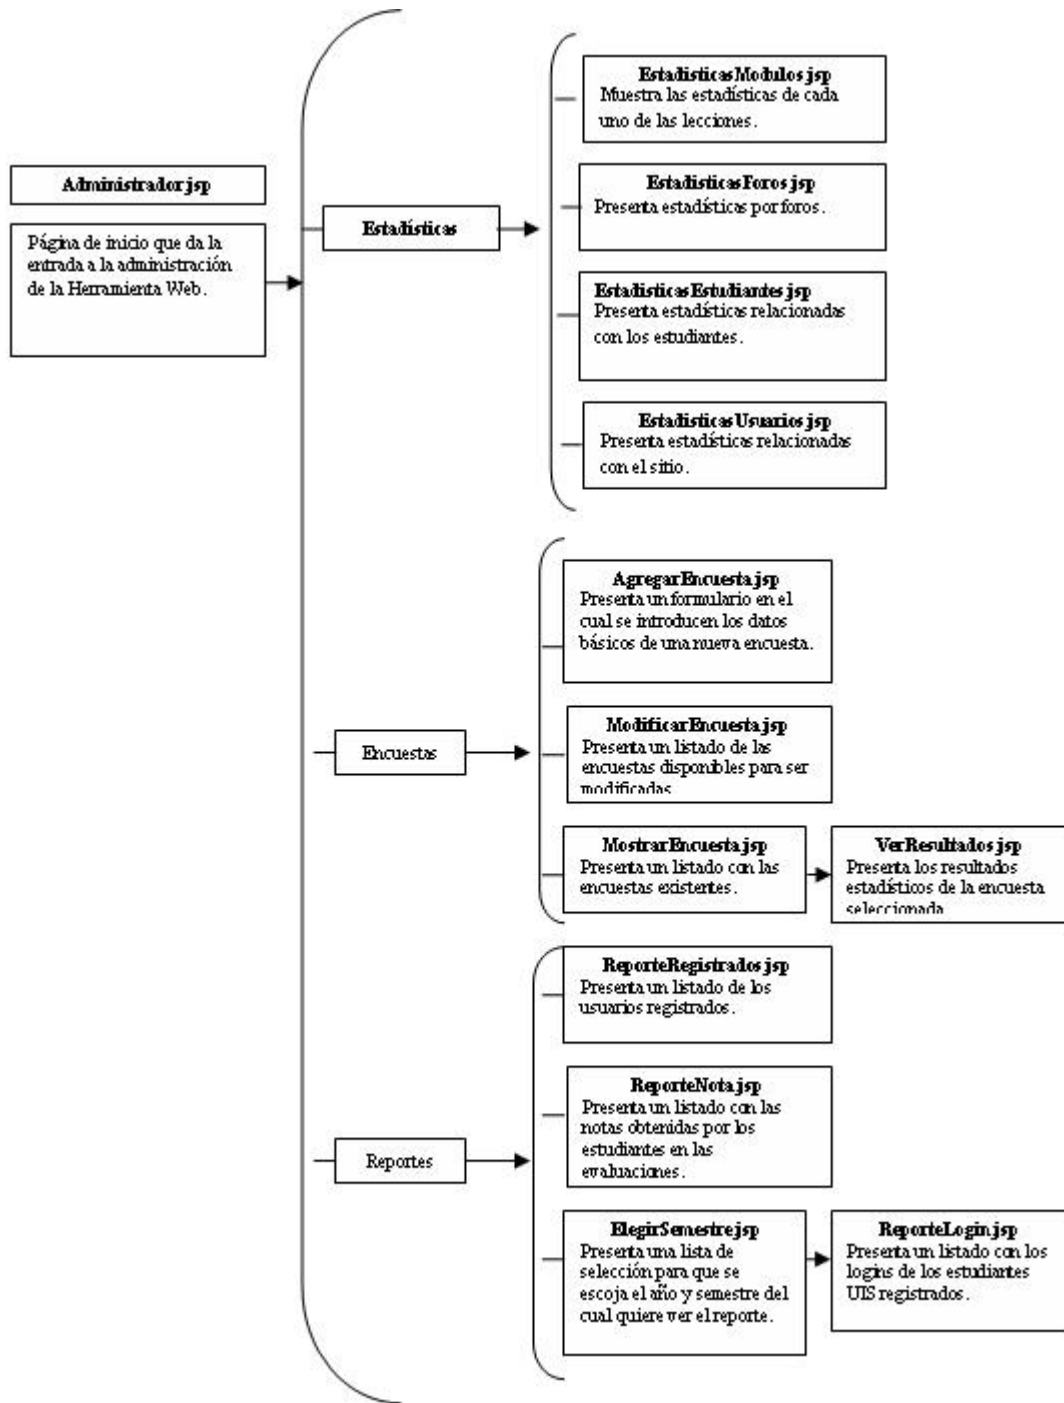 Administrador.jsp
Página de inicio que da la
entrada a la administración
de la Herramienta Web.
Estadísticas
EstadisticasModulos.jsp
Muestra las estadísticas de cada
uno de las lecciones.
EstadisticasForos.jsp
Presenta estadísticas por foros.
EstadisticasEstudiantes.jsp
Presenta estadísticas relacionadas
con los estudiantes.
EstadisticasUsuarios.jsp
Presenta estadísticas relacionadas
con el sitio.
Encuestas
AgregarEncuesta.jsp
Presenta un formulario en el
cual se introducen los datos
básicos de una nueva encuesta.
ModificarEncuesta.jsp
Presenta un listado de las
encuestas disponibles para ser
modificadas
MostrarEncuesta.jsp
Presenta un listado con las
encuestas existentes.
VerResultados.jsp
Presenta los resultados
estadísticos de la encuesta
seleccionada
Reportes
ReporteRegistrados.jsp
Presenta un listado de los
usuarios registrados.
ReporteNota.jsp
Presenta un listado con las
notas obtenidas por los
estudiantes en las
evaluaciones.
ElegirSemestre.jsp
Presenta una lista de
selección para que se
escoja el año y semestre del
cual quiere ver el reporte.
ReporteLogin.jsp
Presenta un listado con los
logins de los estudiantes
UIS registrados.